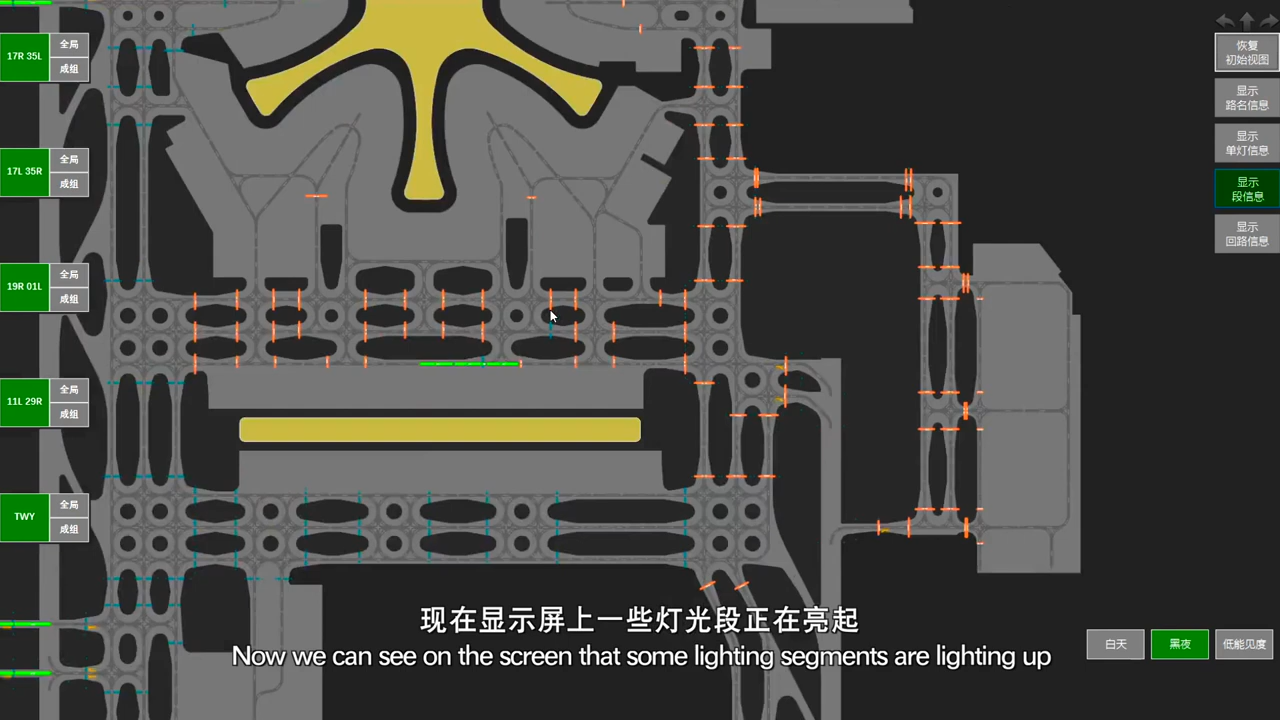 17R 35L
全局
成组
17L 35R
全局
成组
19R 01L
全局
成组
11L 29R
全局
成组
TWY
全局
成组
恢复
初始视图
显示
路名信息
显示
单灯信息
显示
段信息
显示
回路信息
现在显示屏上一些灯光段正在亮起
Now we can see on the screen that some lighting segments are lighting up
白天
黑夜
低能见度